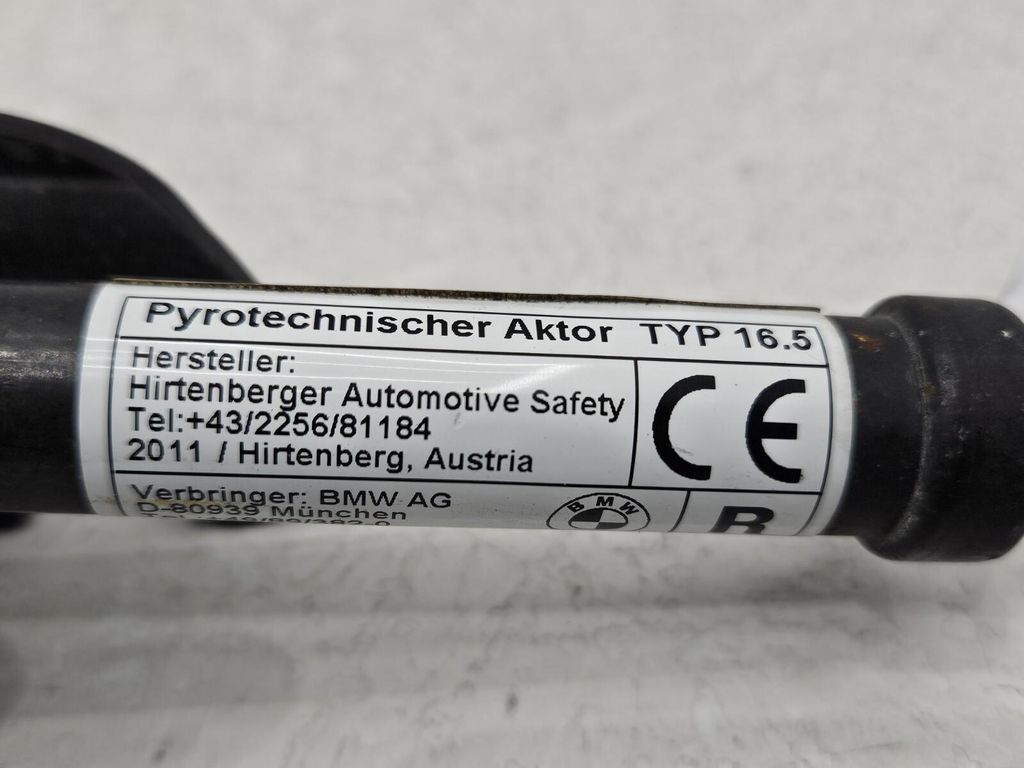 Pyrotechnischer Aktor TYP 16.5
Hersteller:
Hirtenberger Automotive Safety
Tel:+43/2256/81184
2011 / Hirtenberg, Austria
CE
Verbringer: BMW AG
D-80939 München
BMW